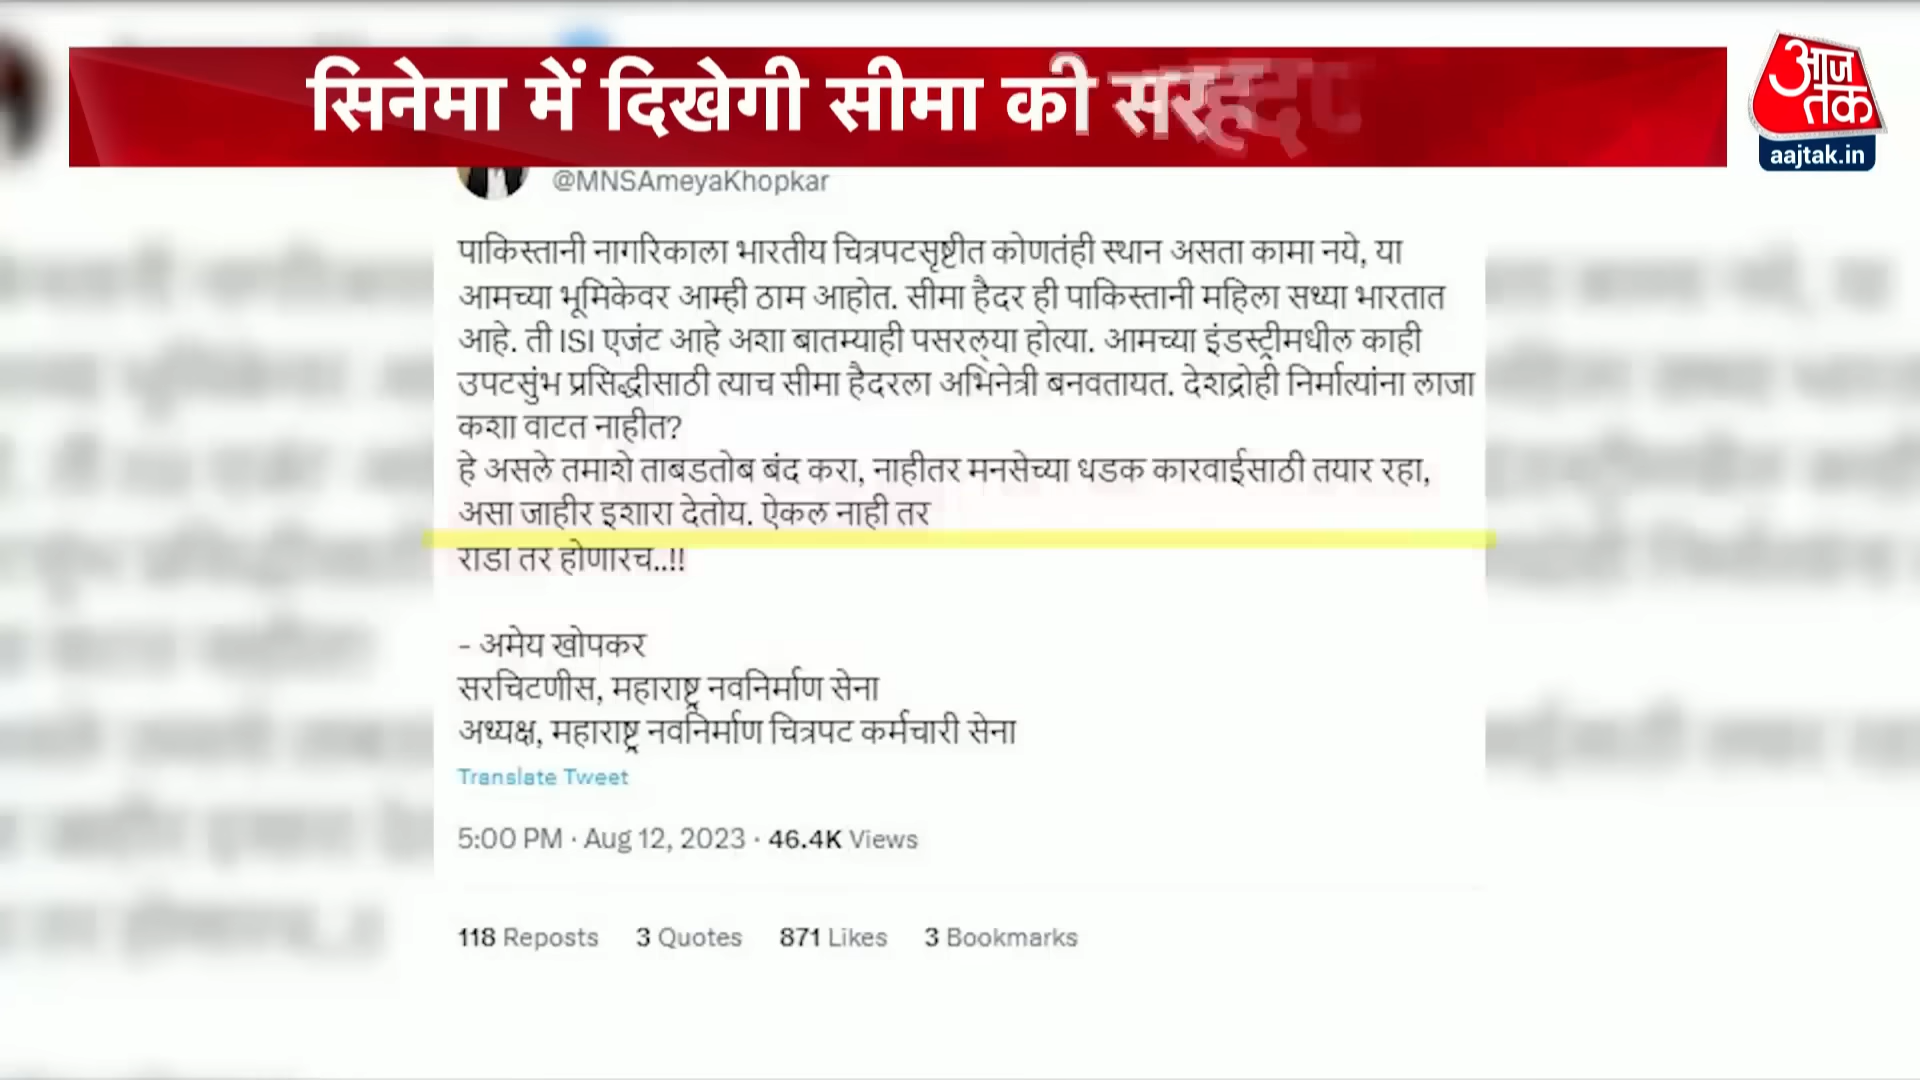 सिनेमा में दिखेगी सीमा की सरहद
आज तक
aajtak.in
@MNSAmeyaKhopkar
पाकिस्तानी नागरिकाला भारतीय चित्रपटसृष्टीत कोणतंही स्थान असता कामा नये, या
आमच्या भूमिकेवर आम्ही ठाम आहोत. सीमा हैदर ही पाकिस्तानी महिला सध्या भारतात
आहे. ती ISI एजंट आहे अशा बातम्याही पसरल्या होत्या. आमच्या इंडस्ट्रीमधील काही
उपटसुंभ प्रसिद्धीसाठी त्याच सीमा हैदरला अभिनेत्री बनवतायत. देशद्रोही निर्मात्यांना लाजा
कशा वाटत नाहीत?
हे असले तमाशे ताबडतोब बंद करा, नाहीतर मनसेच्या धडक कारवाईसाठी तयार रहा,
असा जाहीर इशारा देतोय. ऐकल नाही तर
राडा तर होणारच..!!
- अमेय खोपकर
सरचिटणीस, महाराष्ट्र नवनिर्माण सेना
अध्यक्ष, महाराष्ट्र नवनिर्माण चित्रपट कर्मचारी सेना
Translate Tweet
5:00 PM · Aug 12, 2023 · 46.4K Views
118 Reposts 3 Quotes 871 Likes 3 Bookmarks